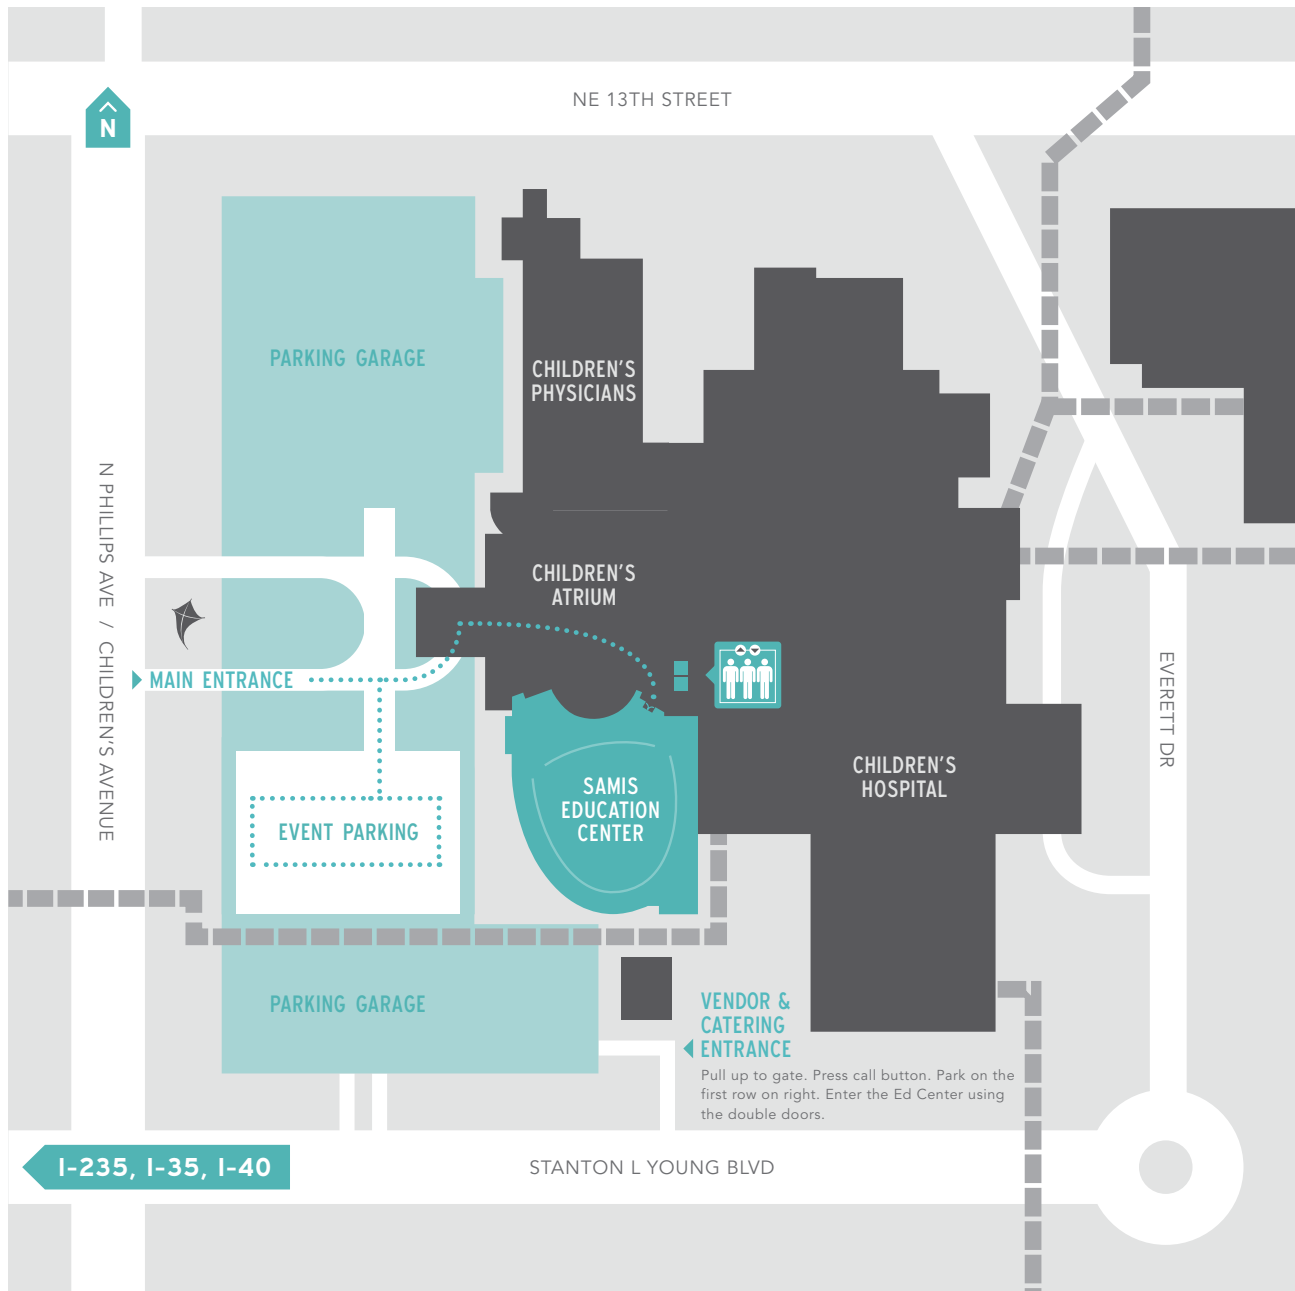 NE 13TH STREET
N
PARKING GARAGE
CHILDREN'S
PHYSICIANS
N PHILLIPS AVE / CHILDREN'S AVENUE
CHILDREN'S
ATRIUM
MAIN ENTRANCE
EVERETT DR
CHILDREN'S
HOSPITAL
SAMIS
EDUCATION
CENTER
EVENT PARKING
PARKING GARAGE
VENDOR &
CATERING
ENTRANCE
Pull up to gate. Press call button. Park on the
first row on right. Enter the Ed Center using
the double doors.
I-235, I-35, I-40
STANTON L YOUNG BLVD